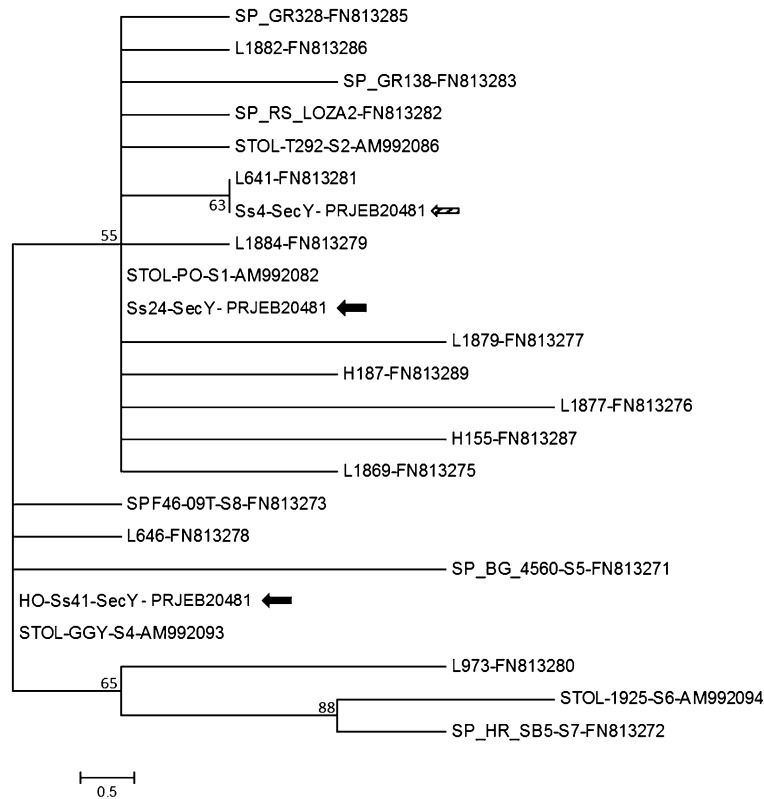 SP_GR328-FN813285
L1882-FN813286
SP_GR138-FN813283
SP_RS_LOZA2-FN813282
STOL-T292-S2-AM992086
L641-FN813281
63
Ss4-SecY- PRJEB20481
55
L1884-FN813279
STOL-PO-S1-AM992082
Ss24-SecY- PRJEB20481
L1879-FN813277
H187-FN813289
L1877-FN813276
H155-FN813287
L1869-FN813275
SPF46-09T-S8-FN813273
L646-FN813278
SP_BG_4560-S5-FN813271
HO-Ss41-SecY- PRJEB20481
STOL-GGY-S4-AM992093
L973-FN813280
65
STOL-1925-S6-AM992094
88
SP_HR_SB5-S7-FN813272
0.5